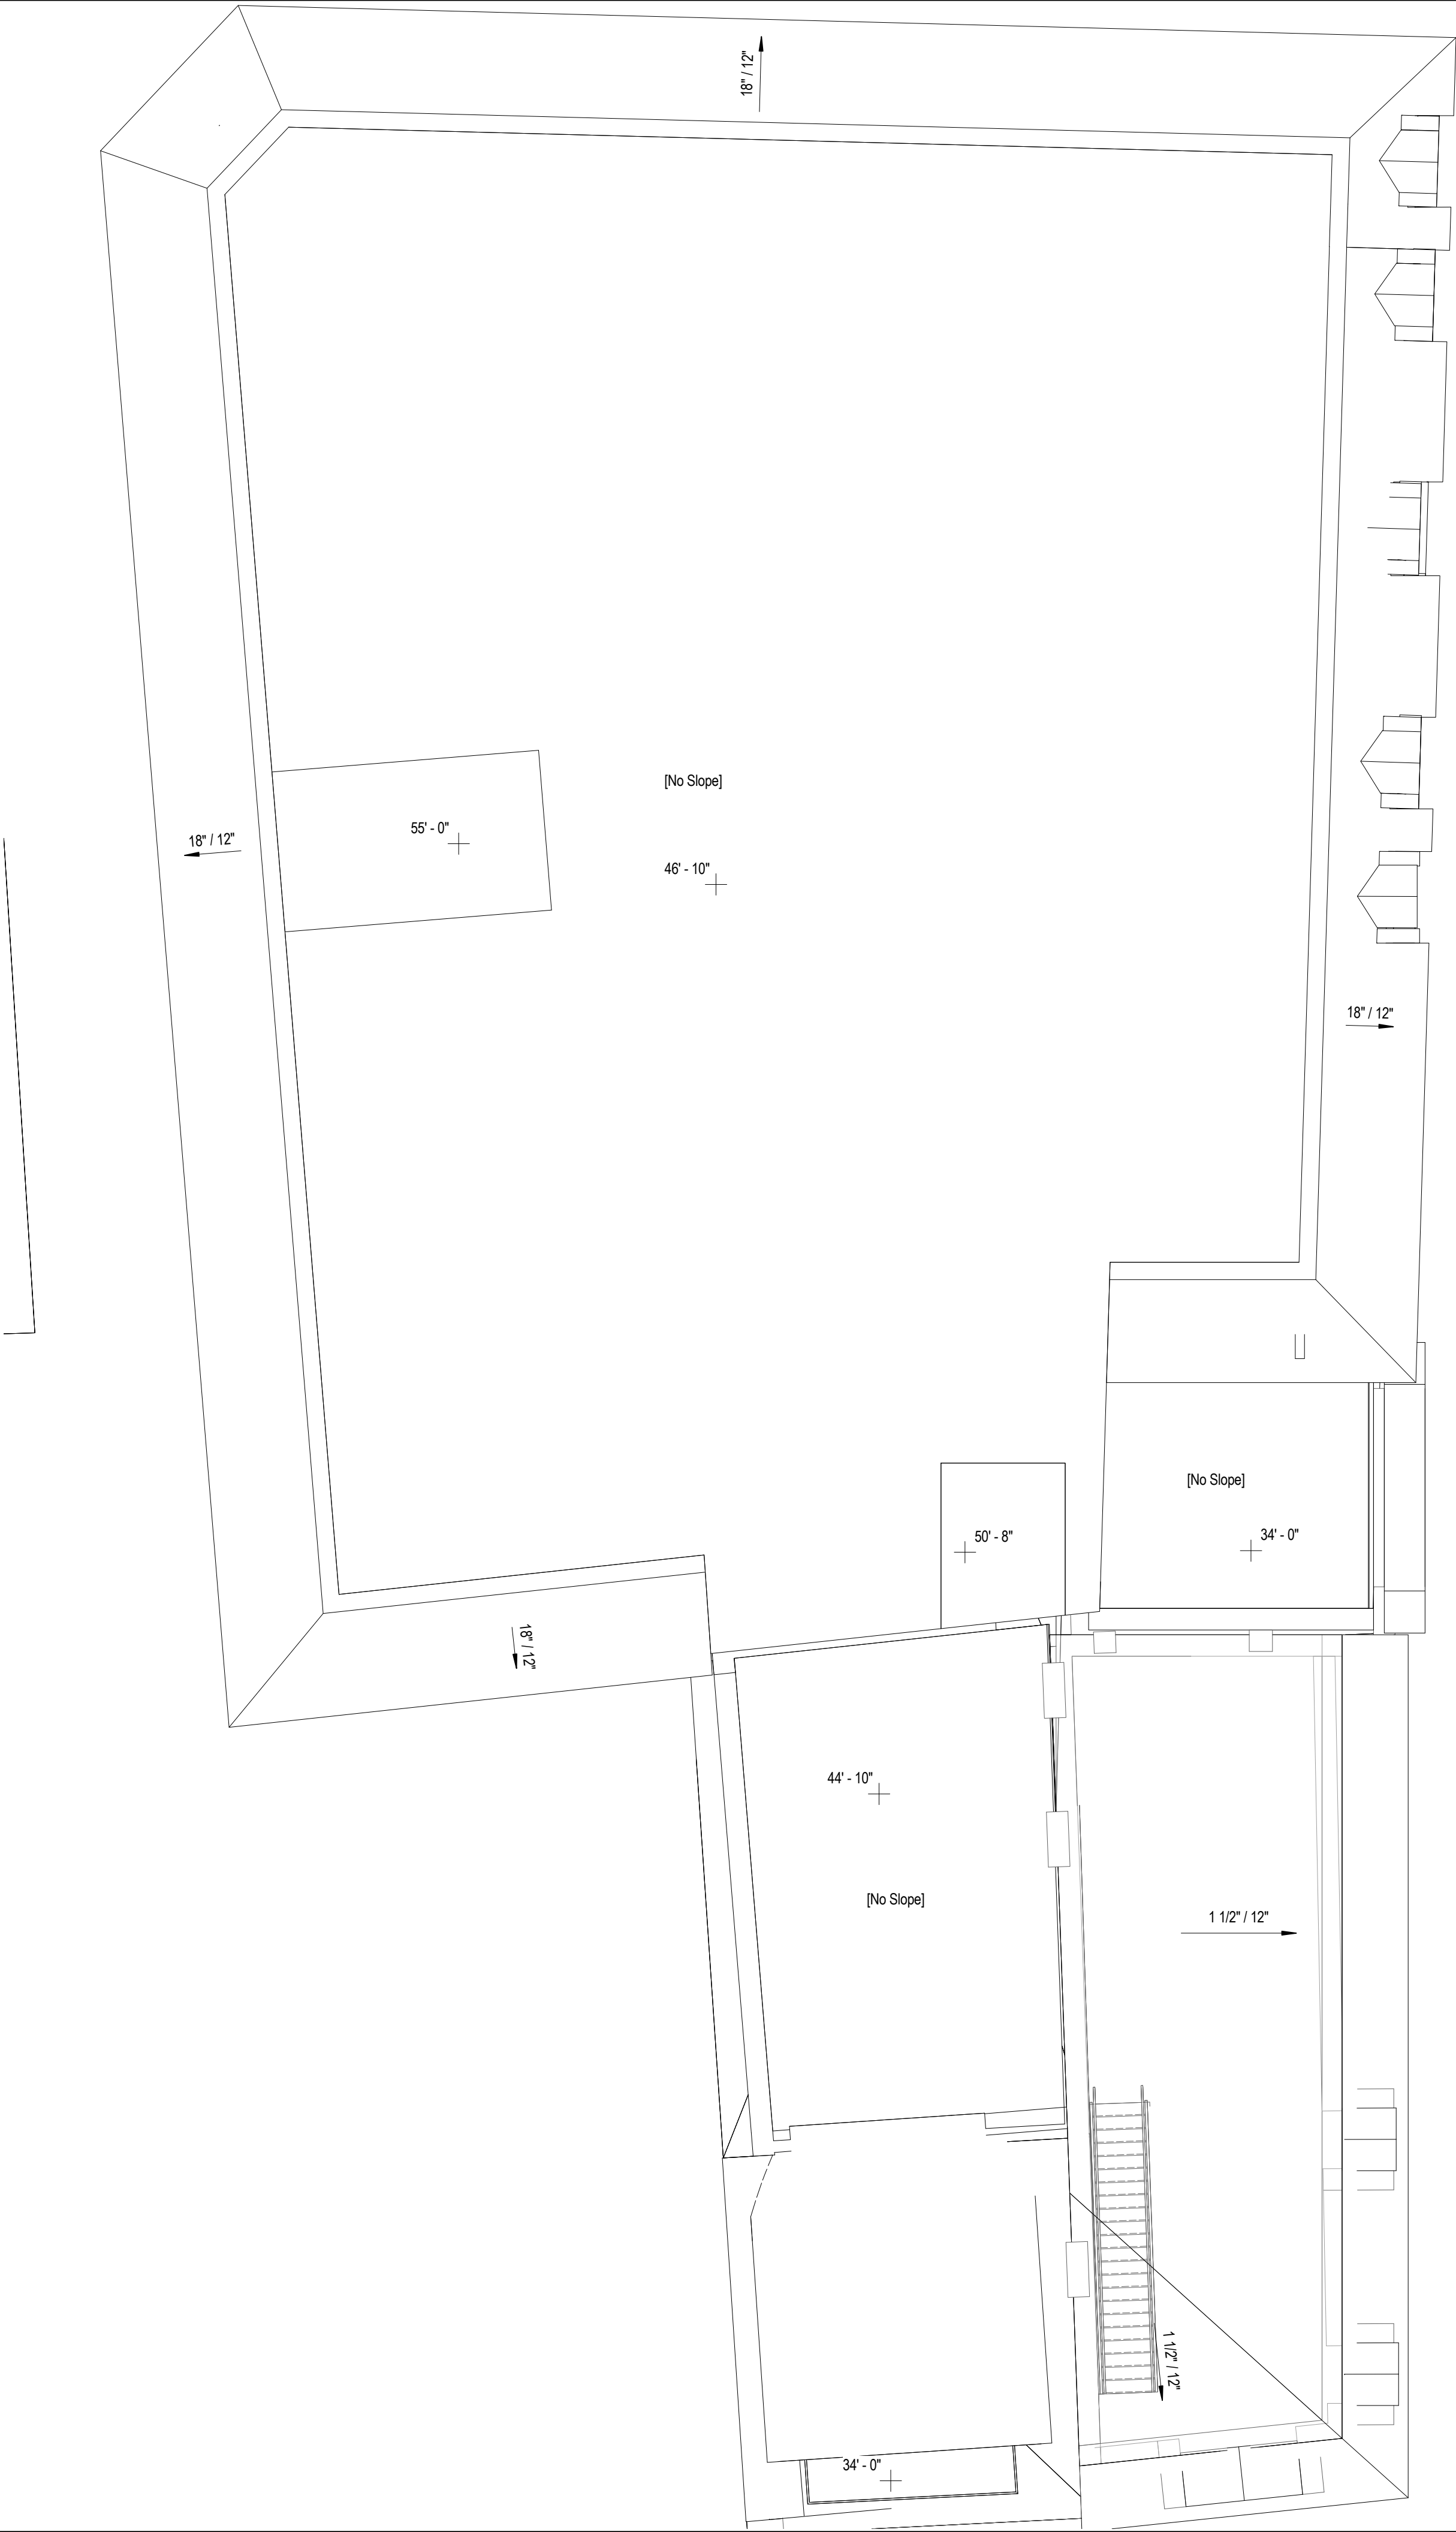 18" / 12"
[No Slope]
55' - 0"
18" / 12"
46' - 10"
18" / 12"
[No Slope]
50' - 8"
34' - 0"
18" / 12"
44' - 10"
[No Slope]
1 1/2" / 12"
1 1/2" / 12"
34' - 0"